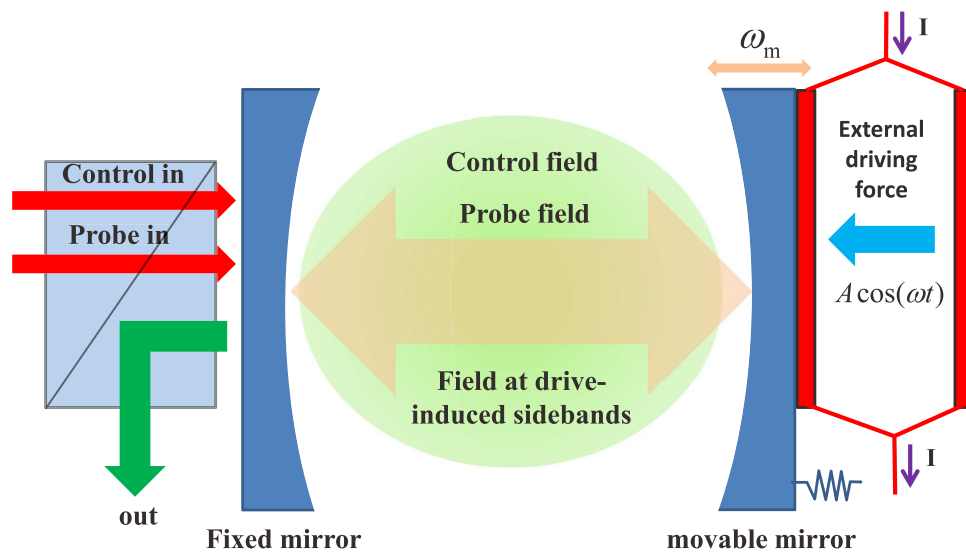 I
ω_m
External
driving
force
Control field
Control in
Probe field
Probe in
A cos(ωt)
Field at drive-
induced sidebands
I
out
Fixed mirror
movable mirror